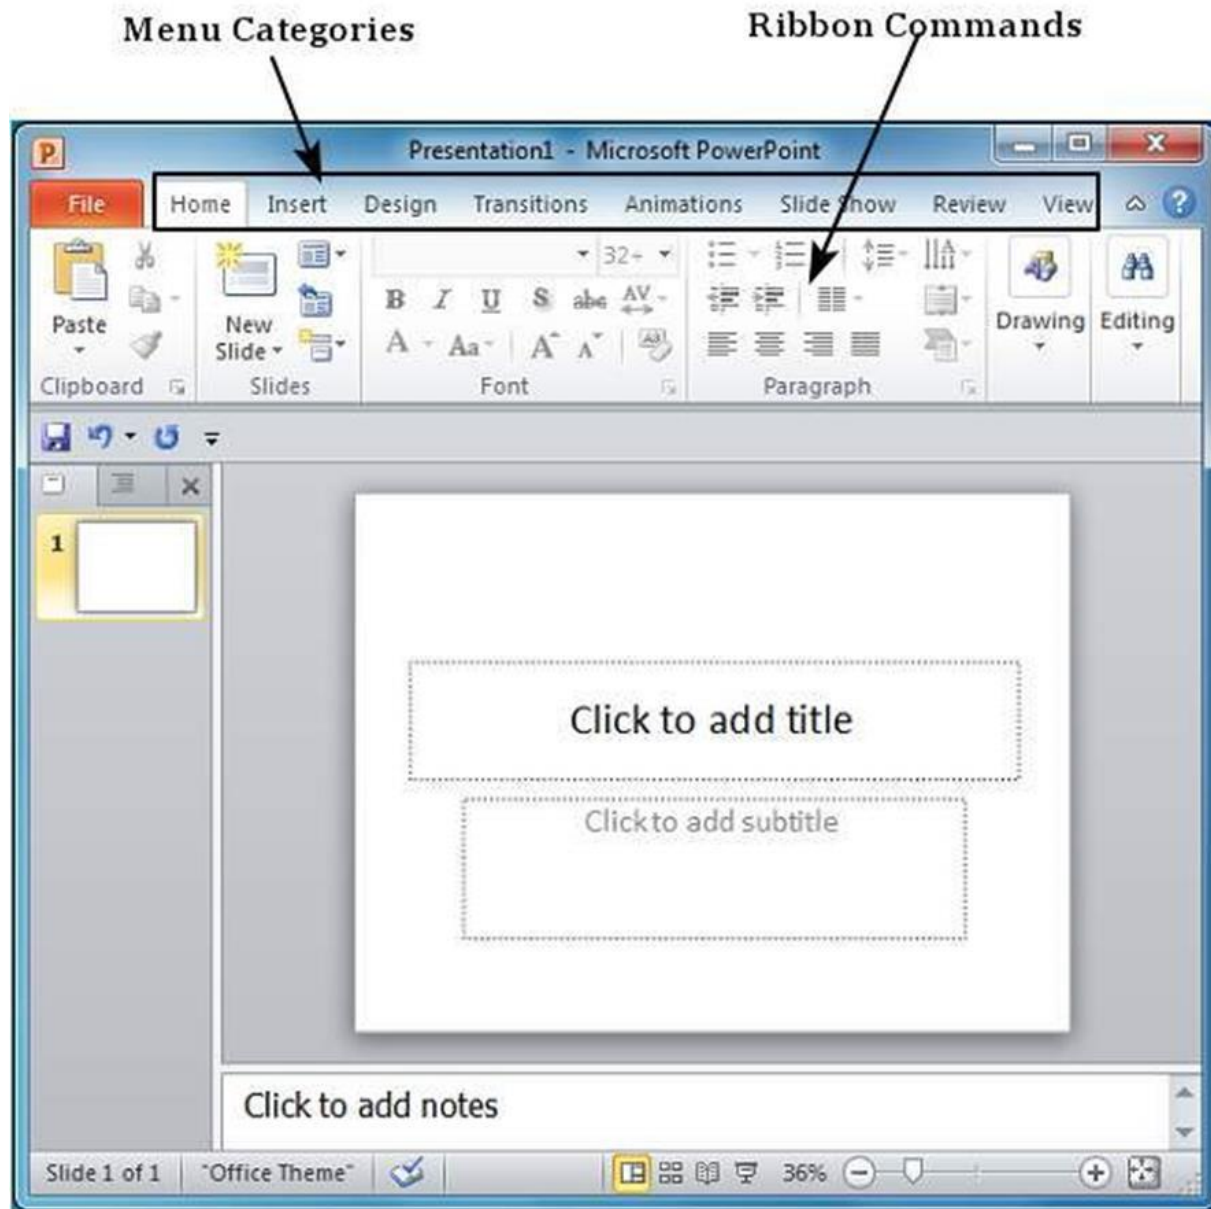 Menu Categories
Ribbon Commands
Presentation1 - Microsoft PowerPoint
File Home Insert Design Transitions Animations Slide Show Review View
32+
B I U S abe AV
Paste
New
Slide
A Aa A A
Drawing
Editing
Clipboard
Slides
Font
Paragraph
1
Click to add title
Click to add subtitle
Click to add notes
Slide 1 of 1
"Office Theme"
36%